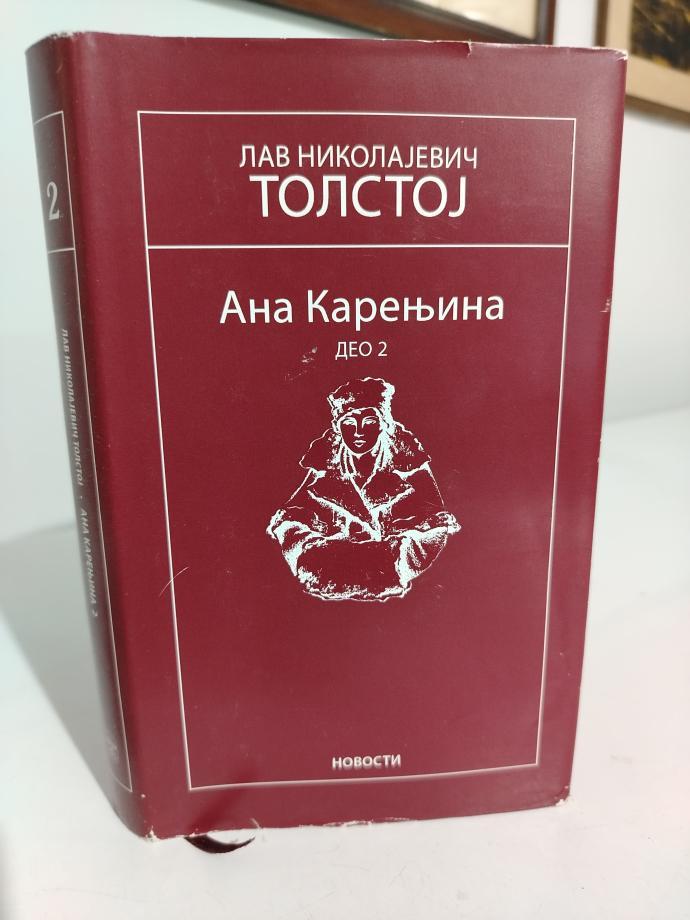 ЛАВ НИКОЛАЈЕВИЧ
ТОЛСТОЈ
Ана Карењина
ДЕО 2
НОВОСТИ
2
ЛАВ НИКОЛАЈЕВИЧ ТОЛСТОЈ · АНА КАРЕЊИНА 2